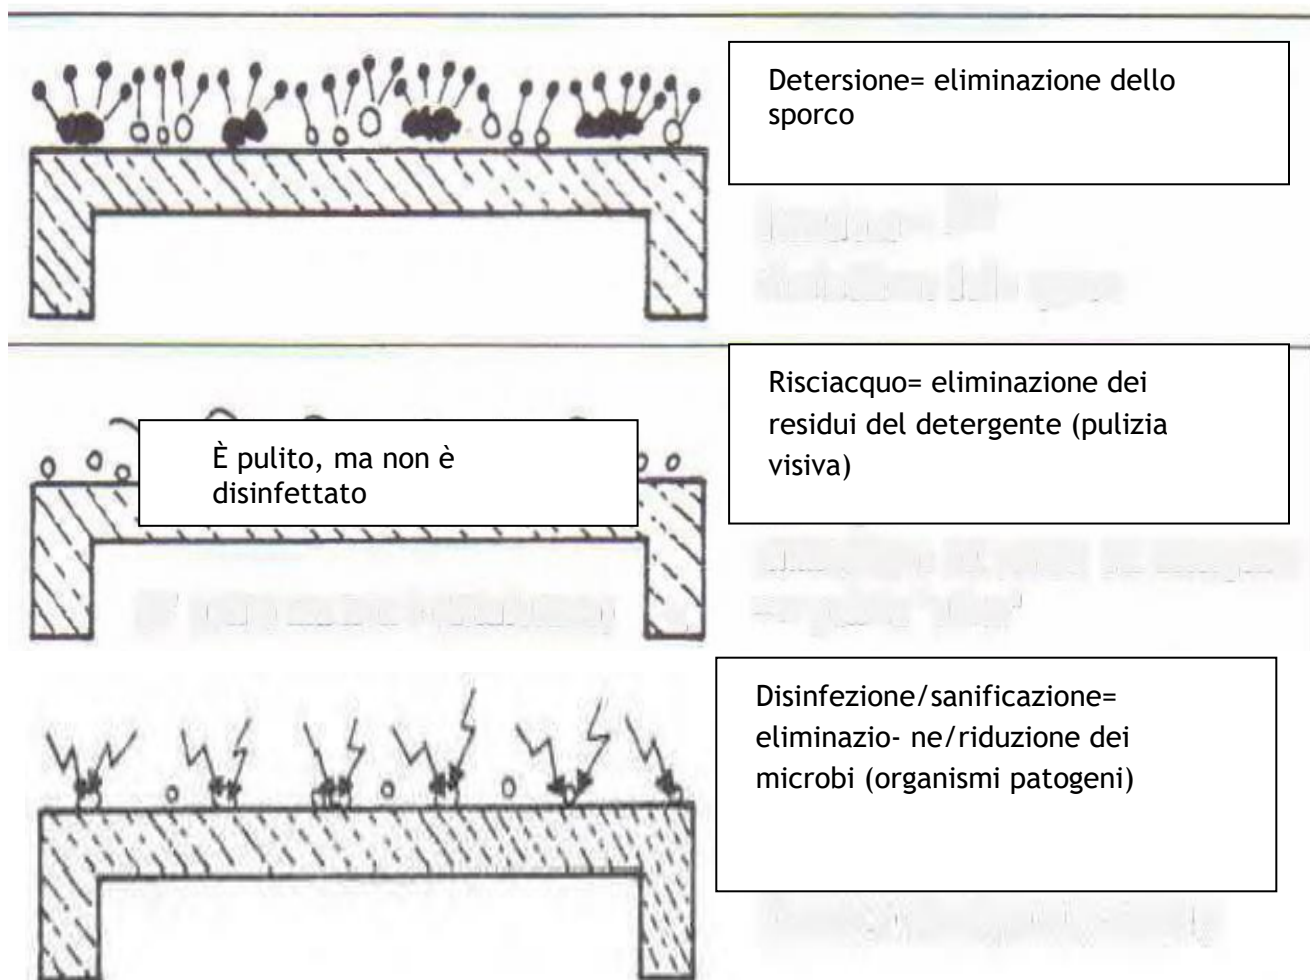 Detersione= eliminazione dello
sporco
Risciacquo= eliminazione dei
residui del detergente (pulizia
visiva)
È pulito, ma non è
disinfettato
Disinfezione/sanificazione=
eliminazio- ne/riduzione dei
microbi (organismi patogeni)